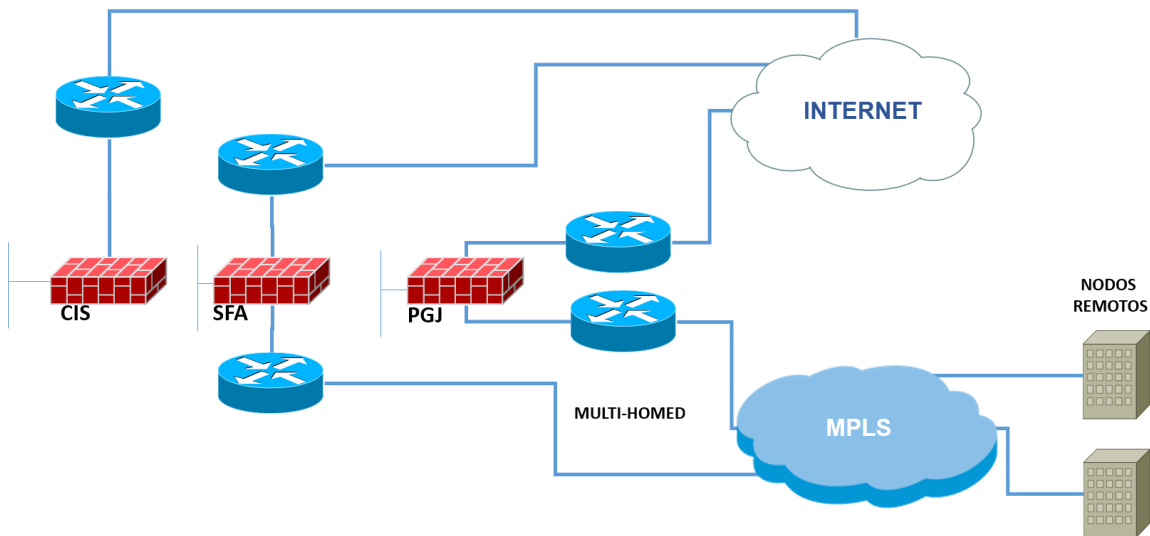 INTERNET
CIS
SFA
PGJ
NODOS
REMOTOS
MULTI-HOMED
MPLS